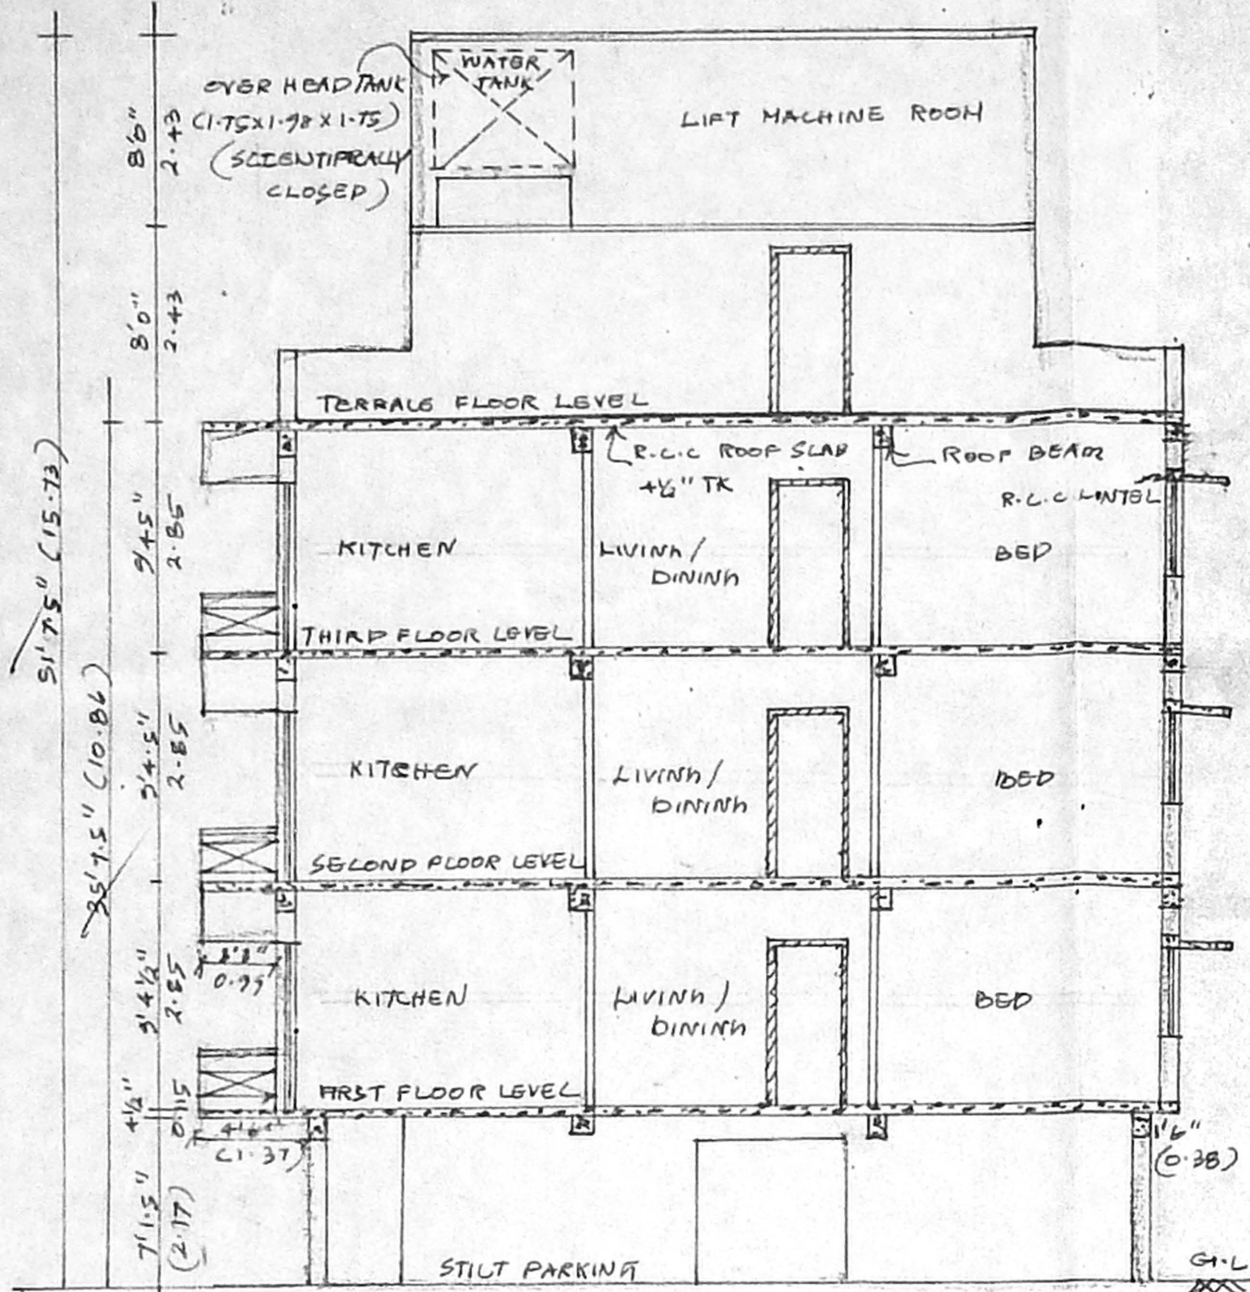 WATER
TANK
OVER HEAD TANK
(1.75x1.98x1.75)
(SCIENTIFICALLY
CLOSED)
LIFT MACHINE ROOM
8'0"
2.43
8'0"
2.43
TERRACE FLOOR LEVEL
R.C.C ROOF SLAB
4½" TK
ROOF BEAM
R.C.C LINTEL
9'4.5"
2.85
KITCHEN
LIVING/
DINING
BED
THIRD FLOOR LEVEL
51'7.5" (15.73)
35'7.5" (10.86)
9'4.5"
2.85
KITCHEN
LIVING/
DINING
BED
SECOND FLOOR LEVEL
0.99
9'4½"
2.85
KITCHEN
LIVING/
DINING
BED
FIRST FLOOR LEVEL
4½"
0.15
(1.37)
1'6"
(0.38)
7'1.5"
(2.17)
STILT PARKING
G.L